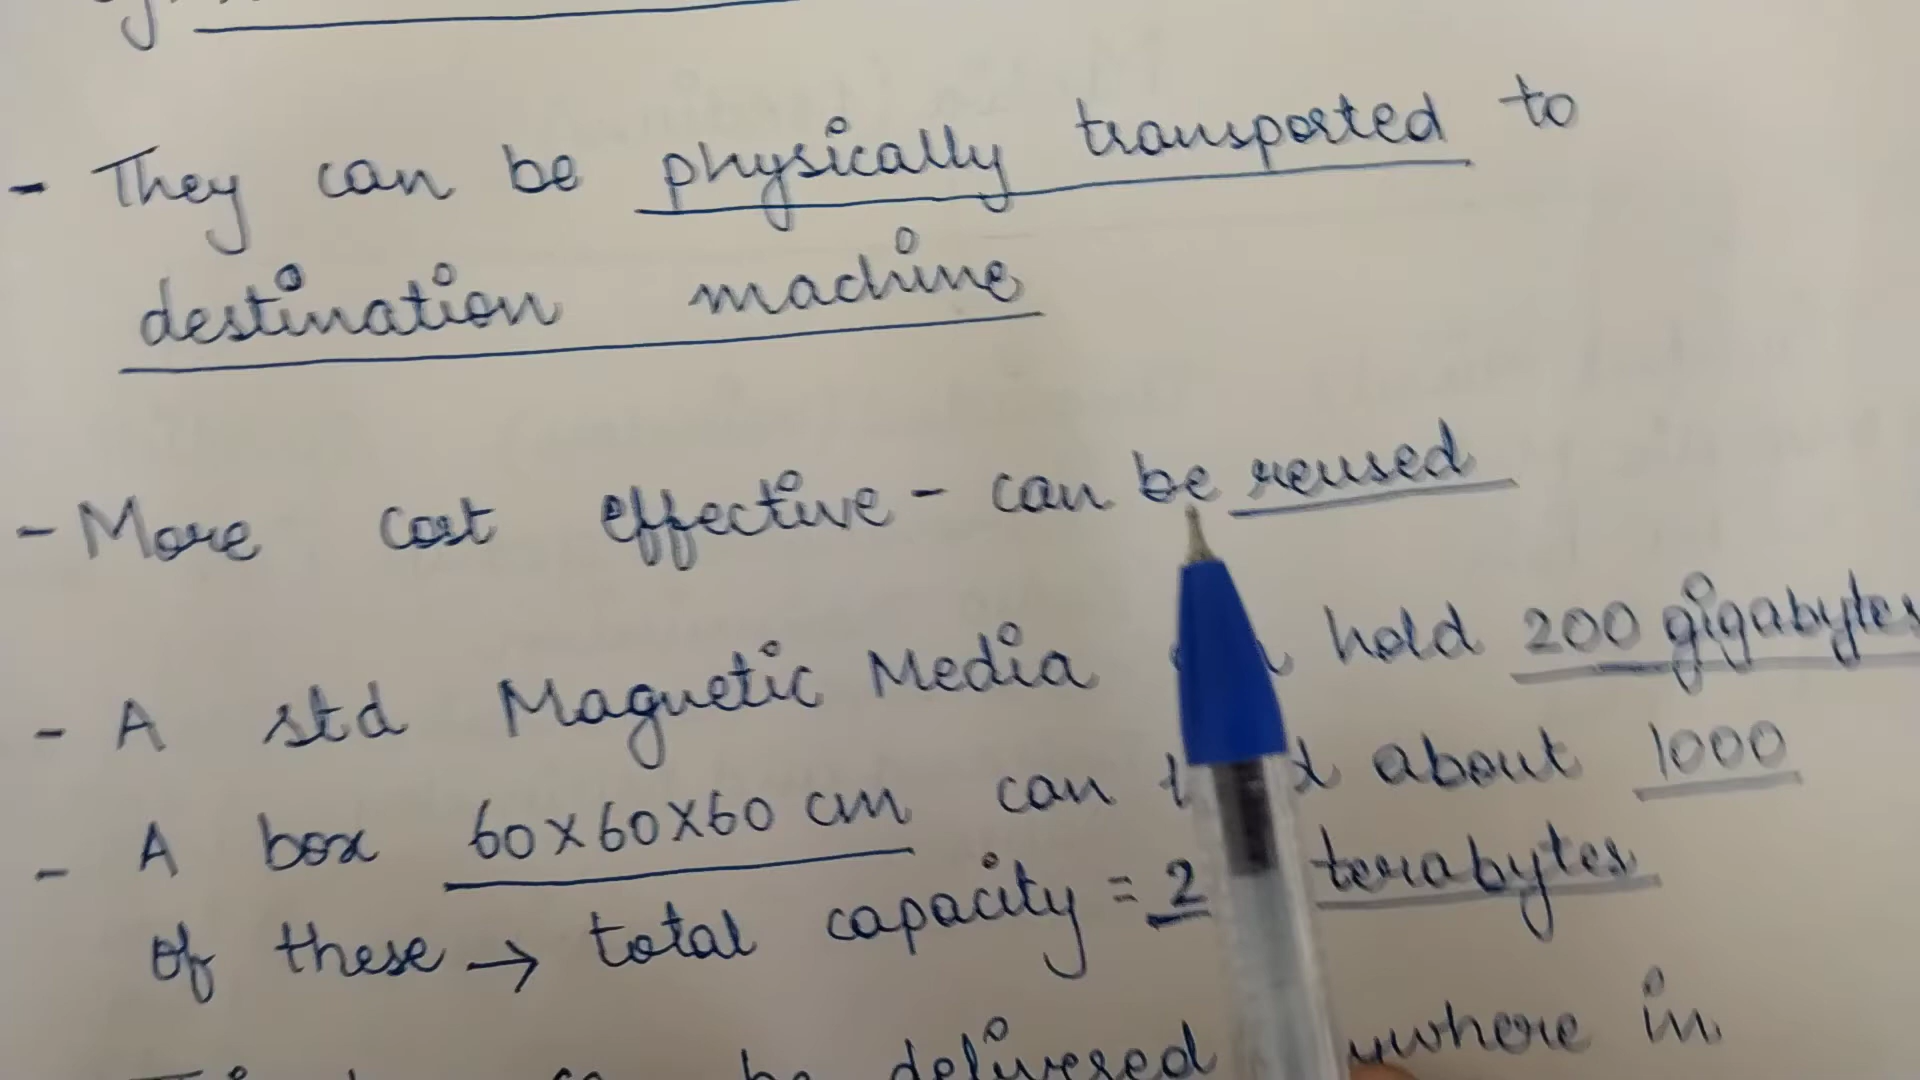 - They can be physically transported to
destination machine
- More cost effective - can be reused
- A std Magnetic Media hold 200 gigabytes
- A box 60x60x60 cm can about 1000
of these → total capacity = 2 terabytes
be delivered in